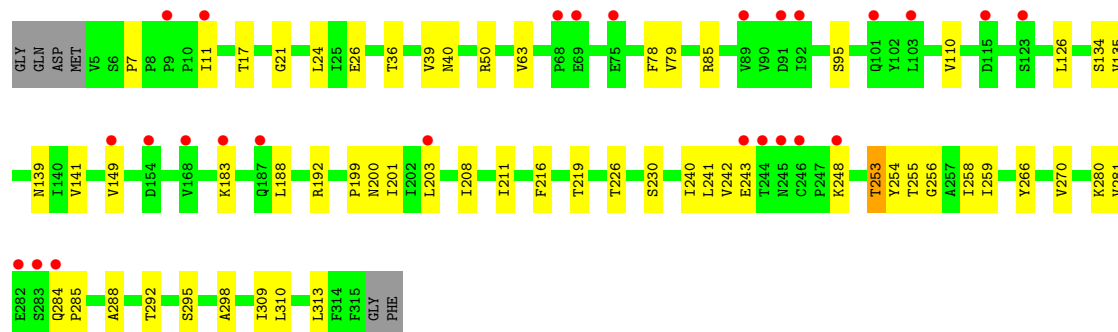 GLY GLN ASP MET V5 S6 P7 P8 P9 P10 I11 T17 G21 L24 I25 E26 T36 V39 N40 R50 V63 P68 E69 E75 F78 V79 R85 V89 V90 D91 I92 S95 Q101 Y102 L103 V110 D115 S123 L126 S134 V135
N139 I140 V141 V149 D154 V168 K183 Q187 L188 R192 P199 N200 I201 I202 L203 I208 I211 F216 T219 T226 S230 I240 L241 V242 E243 T244 N245 C246 P247 K248 T253 Y254 T255 G256 A257 I258 I259 Y266 V270 K280 V281
E282 S283 Q284 P285 A288 T292 S295 A298 I309 L310 L313 F314 F315 GLY PHE